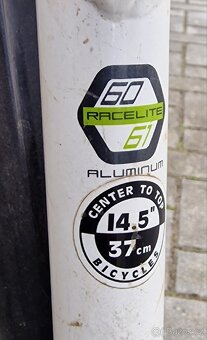 60
RACELITE
61
ALUMINUM
CENTER TO TOP
14.5"
37cm
BICYCLES